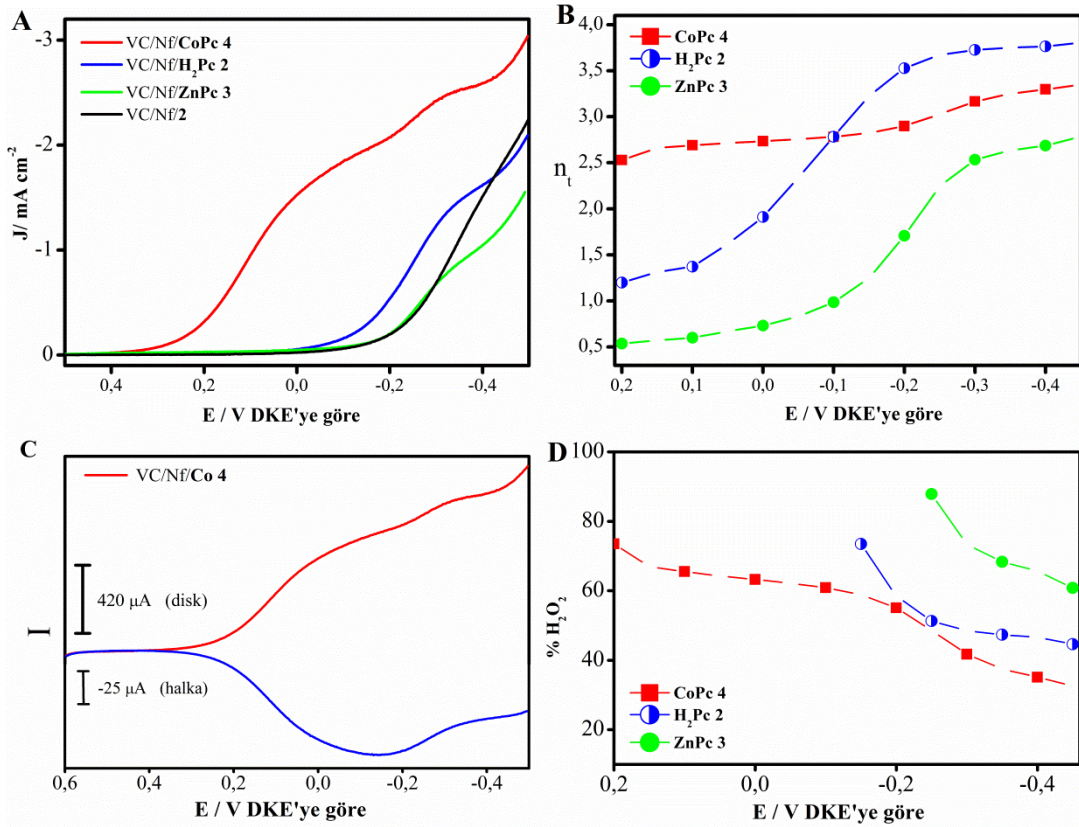 A
-3
-2
-1
0
J/ mA cm⁻²
VC/Nf/CoPc 4
VC/Nf/H₂Pc 2
VC/Nf/ZnPc 3
VC/Nf/2
0,4 0,2 0,0 -0,2 -0,4
E / V DKE'ye göre
B
4,0
3,5
3,0
2,5
2,0
1,5
1,0
0,5
nₜ
CoPc 4
H₂Pc 2
ZnPc 3
0,2 0,1 0,0 -0,1 -0,2 -0,3 -0,4
E / V DKE'ye göre
C
VC/Nf/Co 4
I
420 µA (disk)
-25 µA (halka)
0,6 0,4 0,2 0,0 -0,2 -0,4
E / V DKE'ye göre
D
100
80
60
40
20
% H₂O₂
CoPc 4
H₂Pc 2
ZnPc 3
0,2 0,0 -0,2 -0,4
E / V DKE'ye göre